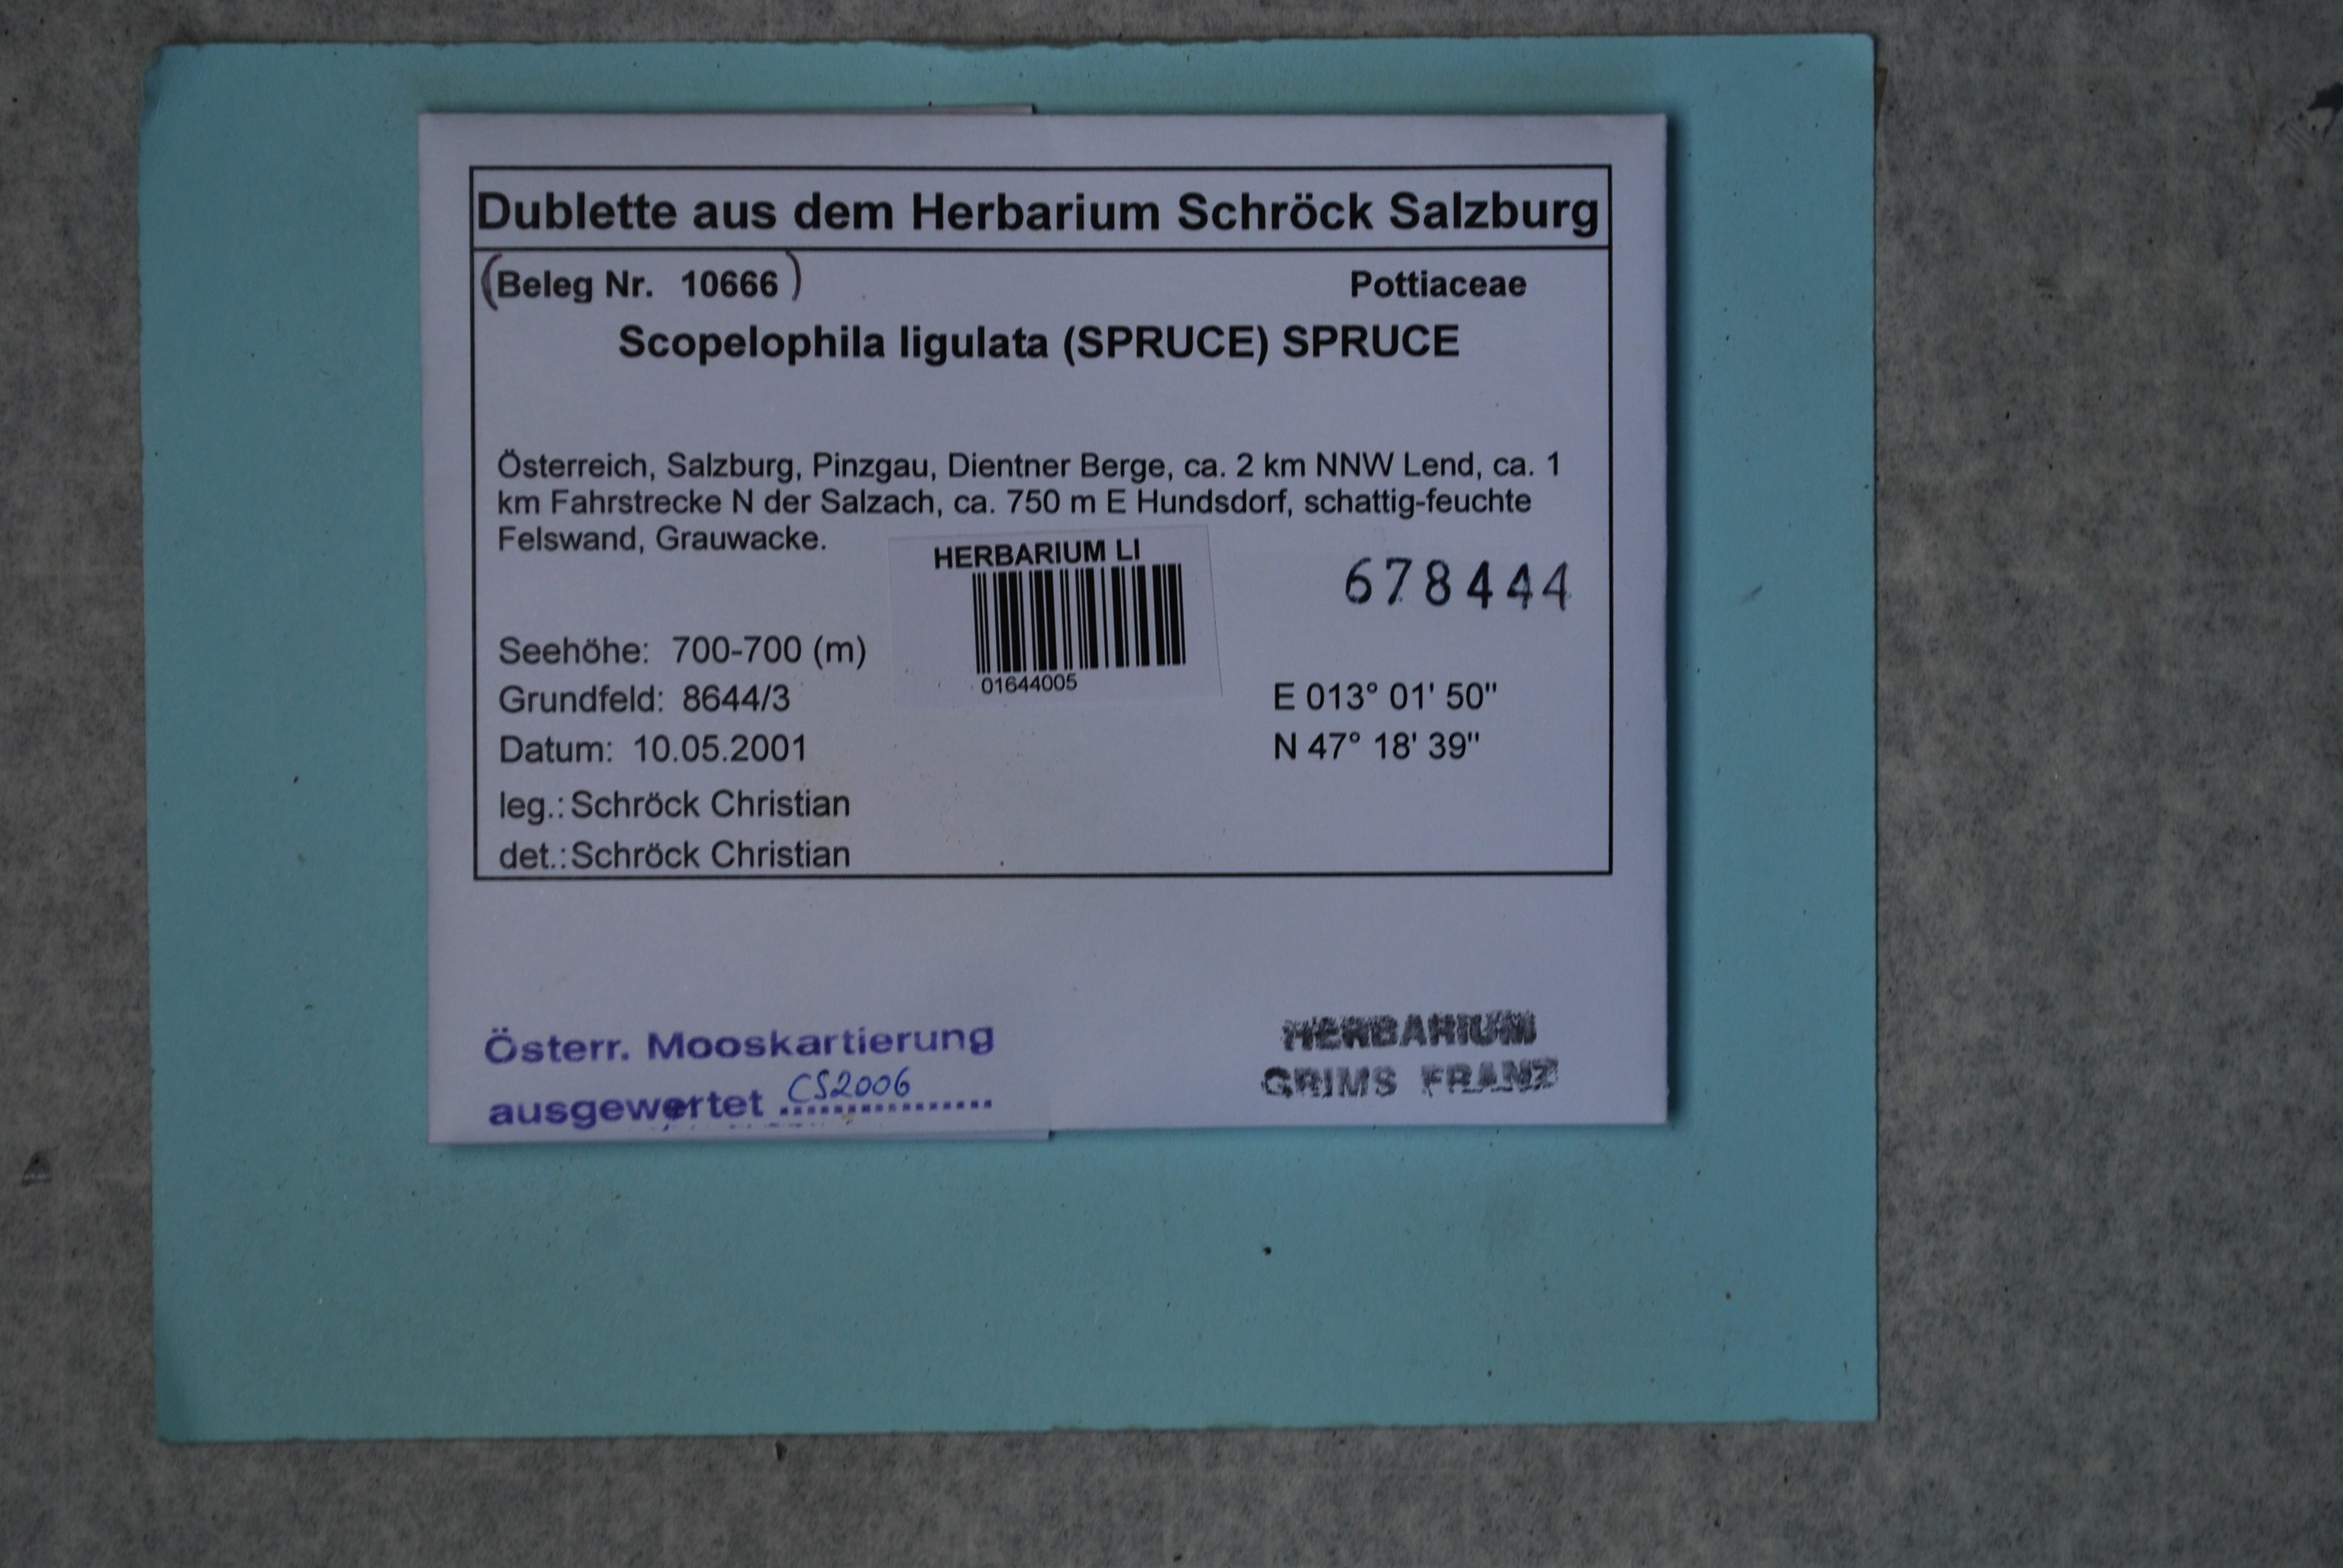 Dublette aus dem Herbarium Schröck Salzburg
(Beleg Nr. 10666) Pottiaceae
Scopelophila ligulata (SPRUCE) SPRUCE
Österreich, Salzburg, Pinzgau, Dientner Berge, ca. 2 km NNW Lend, ca. 1
km Fahrstrecke N der Salzach, ca. 750 m E Hundsdorf, schattig-feuchte
Felswand, Grauwacke.
HERBARIUM LI
678444
01644005
Seehöhe: 700-700 (m)
Grundfeld: 8644/3 E 013° 01' 50"
Datum: 10.05.2001 N 47° 18' 39"
leg.: Schröck Christian
det.: Schröck Christian
Österr. Mooskartierung
ausgewertet CS2006
HERBARIUM
GRIMS FRANZ